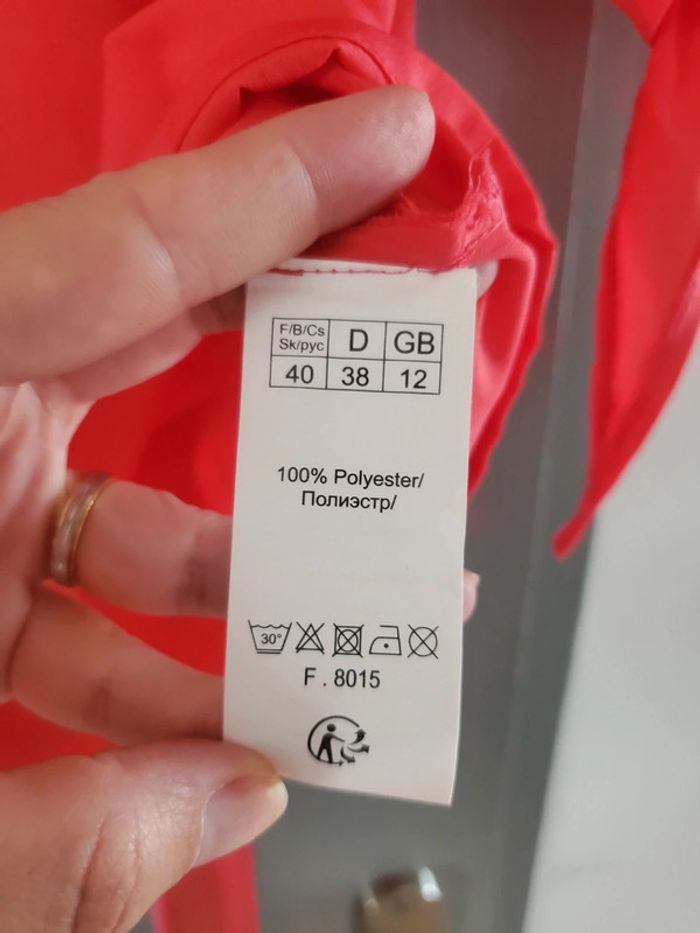 F/B/Cs D GB
Sk/рус
40 38 12
100% Polyester/
Полиэстр/
30°
F . 8015